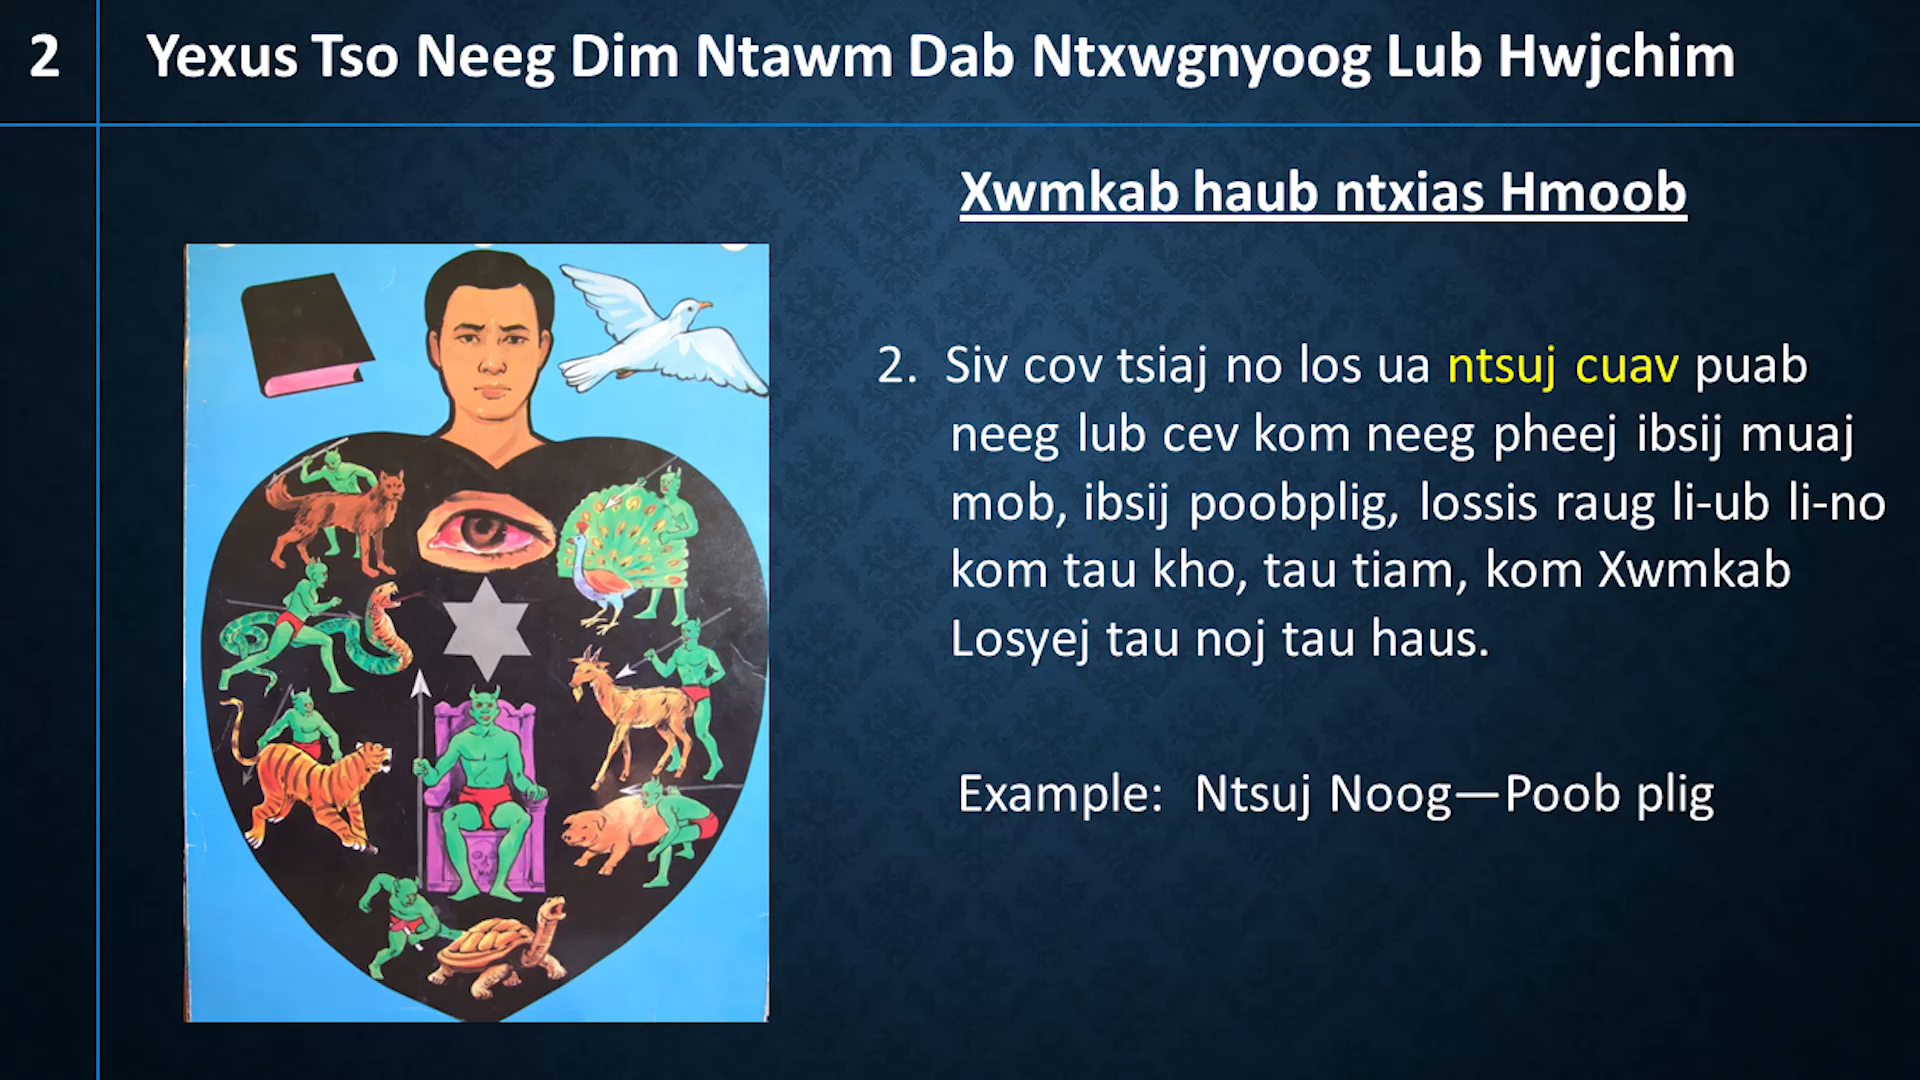 2
Yexus Tso Neeg Dim Ntawm Dab Ntxwgnyoog Lub Hwjchim
Xwmkab haub ntxias Hmoob
2. Siv cov tsiaj no los ua ntsuj cuav puab
neeg lub cev kom neeg pheej ibsij muaj
mob, ibsij poobplig, lossis raug li-ub li-no
kom tau kho, tau tiam, kom Xwmkab
Losyej tau noj tau haus.
Example: Ntsuj Noog—Poob plig